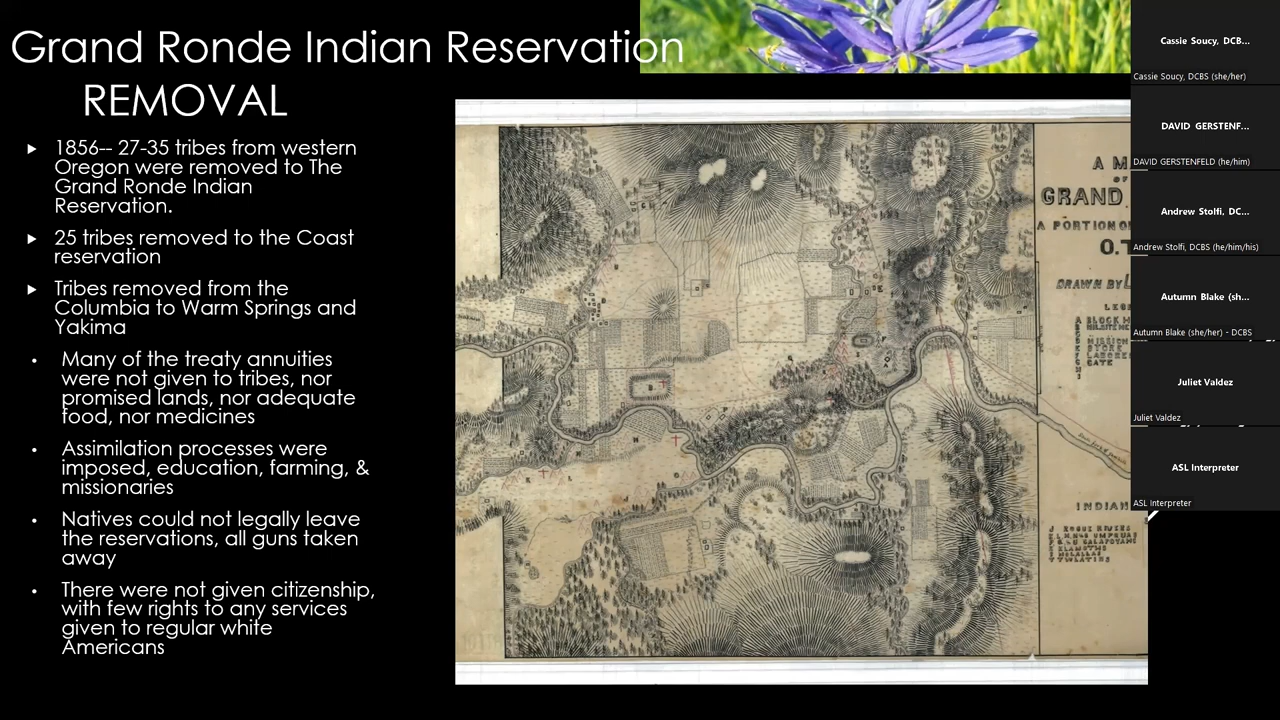 Grand Ronde Indian Reservation
REMOVAL
1856-- 27-35 tribes from western
Oregon were removed to The
Grand Ronde Indian
Reservation.
25 tribes removed to the Coast
reservation
Tribes removed from the
Columbia to Warm Springs and
Yakima
Many of the treaty annuities
were not given to tribes, nor
promised lands, nor adequate
food, nor medicines
Assimilation processes were
imposed, education, farming, &
missionaries
Natives could not legally leave
the reservations, all guns taken
away
There were not given citizenship,
with few rights to any services
given to regular white
Americans
A M
OF
GRAND
A PORTION O
O.T
DRAWN BY
INDIAN
Cassie Soucy, DCB...
Cassie Soucy, DCBS (she/her)
DAVID GERSTENF...
DAVID GERSTENFELD (he/him)
Andrew Stolfi, DC...
Andrew Stolfi, DCBS (he/him/his)
Autumn Blake (sh...
Autumn Blake (she/her) - DCBS
Juliet Valdez
Juliet Valdez
ASL Interpreter
ASL Interpreter